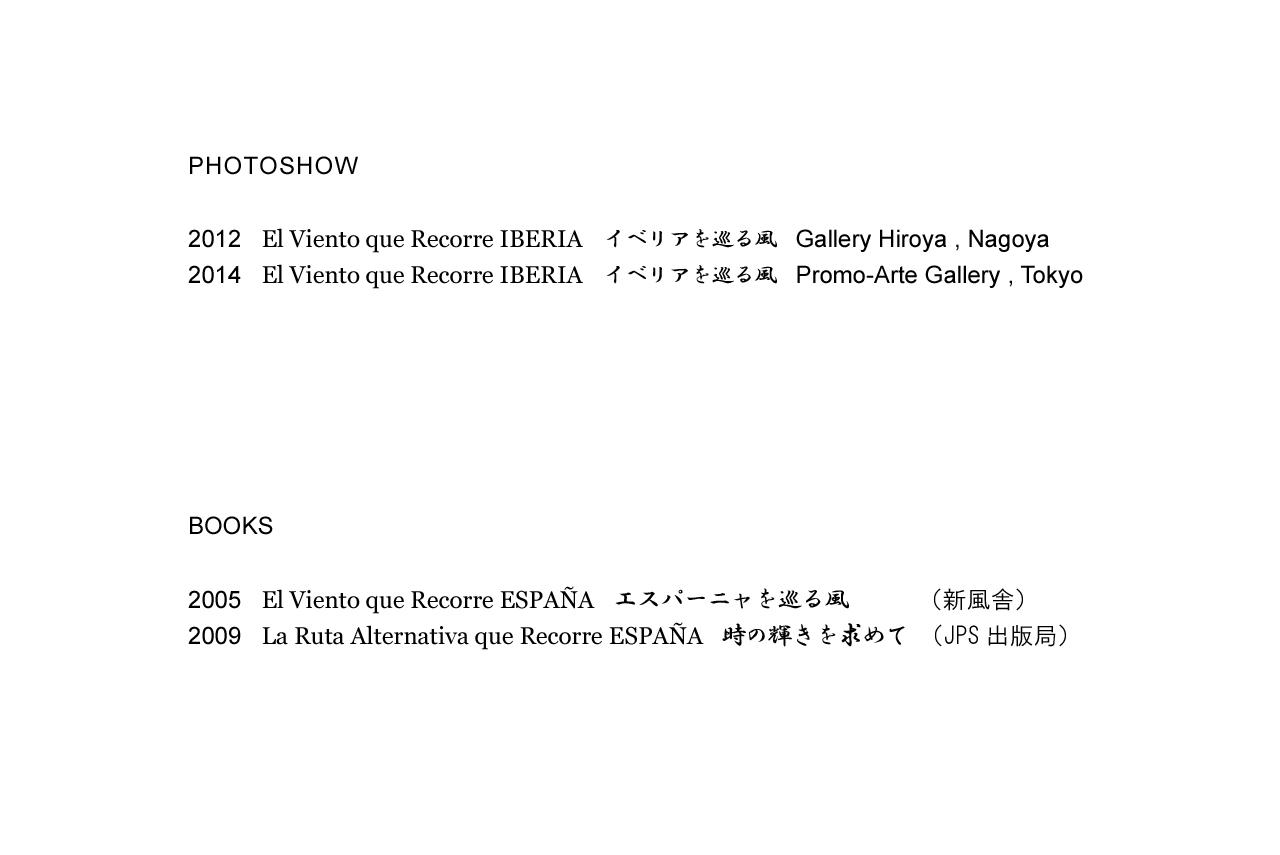 PHOTOSHOW
2012 El Viento que Recorre IBERIA イベリアを巡る風 Gallery Hiroya , Nagoya
2014 El Viento que Recorre IBERIA イベリアを巡る風 Promo-Arte Gallery , Tokyo
BOOKS
2005 El Viento que Recorre ESPAÑA エスパーニャを巡る風 （新風舎）
2009 La Ruta Alternativa que Recorre ESPAÑA 時の輝きを求めて （JPS 出版局）